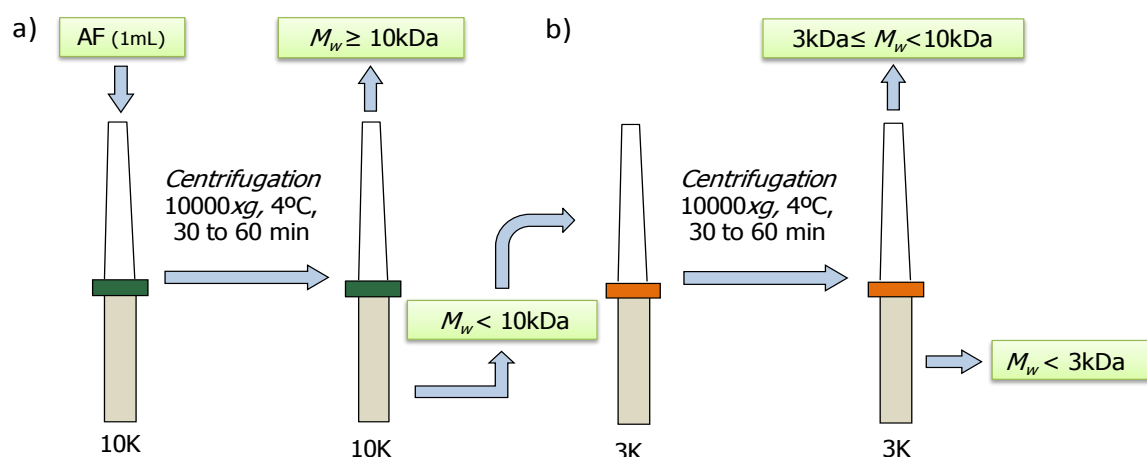 a)
AF (1mL)
Mw ≥ 10kDa
b)
3kDa≤ Mw<10kDa
Centrifugation
10000xg, 4ºC,
30 to 60 min
Centrifugation
10000xg, 4ºC,
30 to 60 min
Mw < 10kDa
Mw < 3kDa
10K
10K
3K
3K